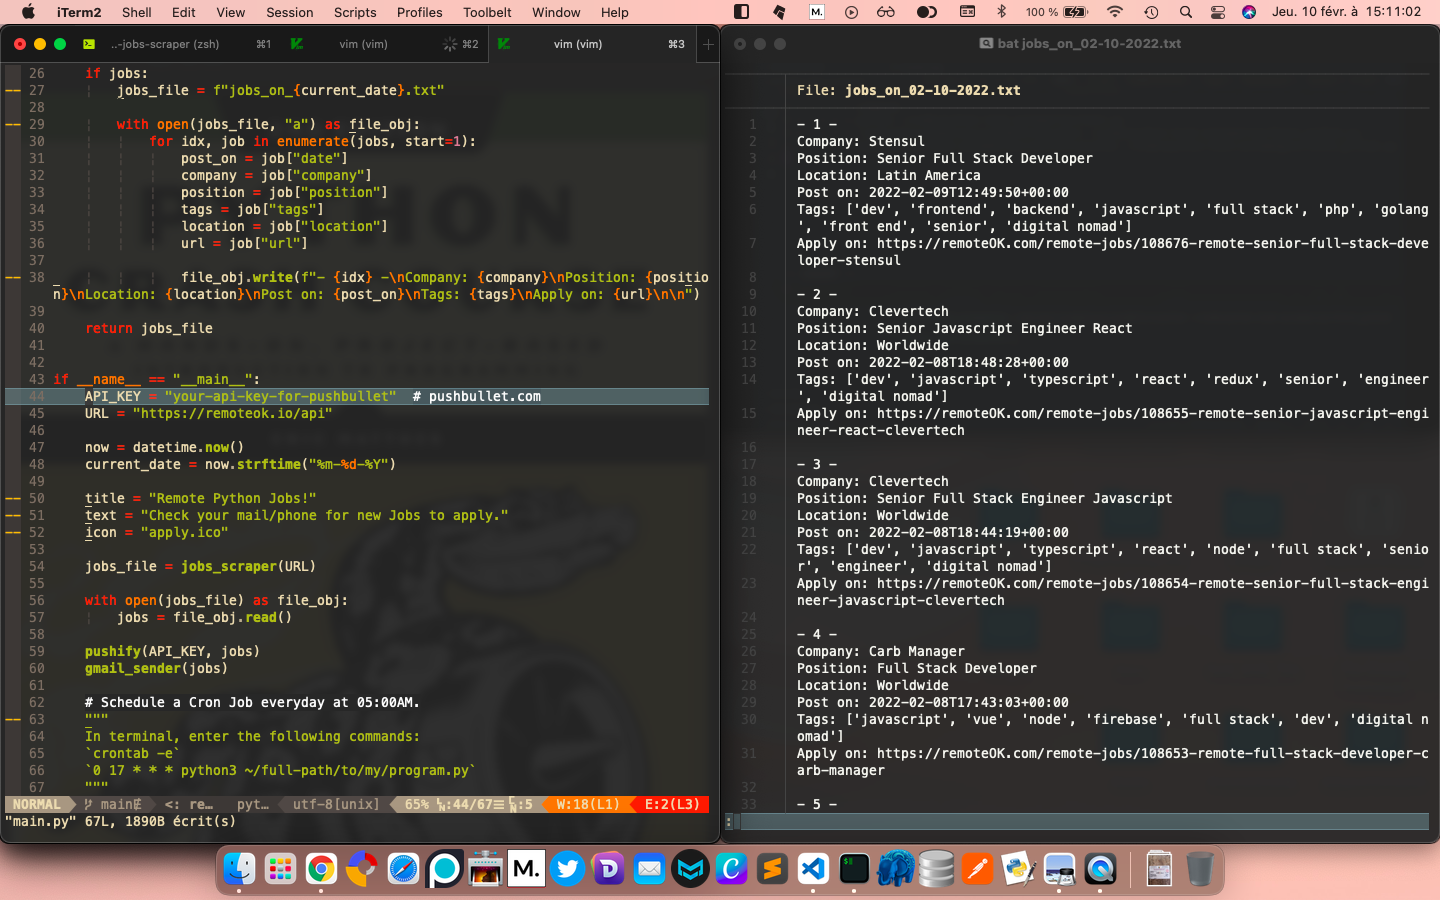 iTerm2 Shell Edit View Session Scripts Profiles Toolbelt Window Help
M. 100 % Jeu. 10 févr. à 15:11:02
..-jobs-scraper (zsh) ⌘1 vim (vim) ⌘2 vim (vim) ⌘3
26 if jobs:
27 jobs_file = f"jobs_on_{current_date}.txt"
28
29 with open(jobs_file, "a") as file_obj:
30 for idx, job in enumerate(jobs, start=1):
31 post_on = job["date"]
32 company = job["company"]
33 position = job["position"]
34 tags = job["tags"]
35 location = job["location"]
36 url = job["url"]
37
38 file_obj.write(f"- {idx} -\nCompany: {company}\nPosition: {positio
n}\nLocation: {location}\nPost on: {post_on}\nTags: {tags}\nApply on: {url}\n\n")
39
40 return jobs_file
41
42
43 if __name__ == "__main__":
44 API_KEY = "your-api-key-for-pushbullet"  # pushbullet.com
45 URL = "https://remoteok.io/api"
46
47 now = datetime.now()
48 current_date = now.strftime("%m-%d-%Y")
49
50 title = "Remote Python Jobs!"
51 text = "Check your mail/phone for new Jobs to apply."
52 icon = "apply.ico"
53
54 jobs_file = jobs_scraper(URL)
55
56 with open(jobs_file) as file_obj:
57 jobs = file_obj.read()
58
59 pushify(API_KEY, jobs)
60 gmail_sender(jobs)
61
62 # Schedule a Cron Job everyday at 05:00AM.
63 """
64 In terminal, enter the following commands:
65 `crontab -e`
66 `0 17 * * * python3 ~/full-path/to/my/program.py`
67 """
NORMAL main <: re… pyt… utf-8[unix] 65% :44/67≡ :5 W:18(L1) E:2(L3)
"main.py" 67L, 1890B écrit(s)
bat jobs_on_02-10-2022.txt
File: jobs_on_02-10-2022.txt
1 - 1 -
2 Company: Stensul
3 Position: Senior Full Stack Developer
4 Location: Latin America
5 Post on: 2022-02-09T12:49:50+00:00
6 Tags: ['dev', 'frontend', 'backend', 'javascript', 'full stack', 'php', 'golang
', 'front end', 'senior', 'digital nomad']
7 Apply on: https://remoteOK.com/remote-jobs/108676-remote-senior-full-stack-deve
loper-stensul
8
9 - 2 -
10 Company: Clevertech
11 Position: Senior Javascript Engineer React
12 Location: Worldwide
13 Post on: 2022-02-08T18:48:28+00:00
14 Tags: ['dev', 'javascript', 'typescript', 'react', 'redux', 'senior', 'engineer
', 'digital nomad']
15 Apply on: https://remoteOK.com/remote-jobs/108655-remote-senior-javascript-engi
neer-react-clevertech
16
17 - 3 -
18 Company: Clevertech
19 Position: Senior Full Stack Engineer Javascript
20 Location: Worldwide
21 Post on: 2022-02-08T18:44:19+00:00
22 Tags: ['dev', 'javascript', 'typescript', 'react', 'node', 'full stack', 'senio
r', 'engineer', 'digital nomad']
23 Apply on: https://remoteOK.com/remote-jobs/108654-remote-senior-full-stack-engi
neer-javascript-clevertech
24
25 - 4 -
26 Company: Carb Manager
27 Position: Full Stack Developer
28 Location: Worldwide
29 Post on: 2022-02-08T17:43:03+00:00
30 Tags: ['javascript', 'vue', 'node', 'firebase', 'full stack', 'dev', 'digital n
omad']
31 Apply on: https://remoteOK.com/remote-jobs/108653-remote-full-stack-developer-c
arb-manager
32
33 - 5 -
:
M.